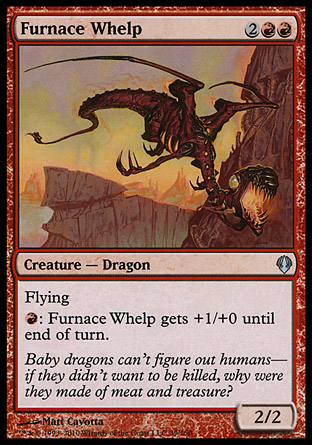 Furnace Whelp 2
Creature — Dragon
Flying
: Furnace Whelp gets +1/+0 until
end of turn.
Baby dragons can't figure out humans—
if they didn't want to be killed, why were
they made of meat and treasure?
Matt Cavotta
2/2